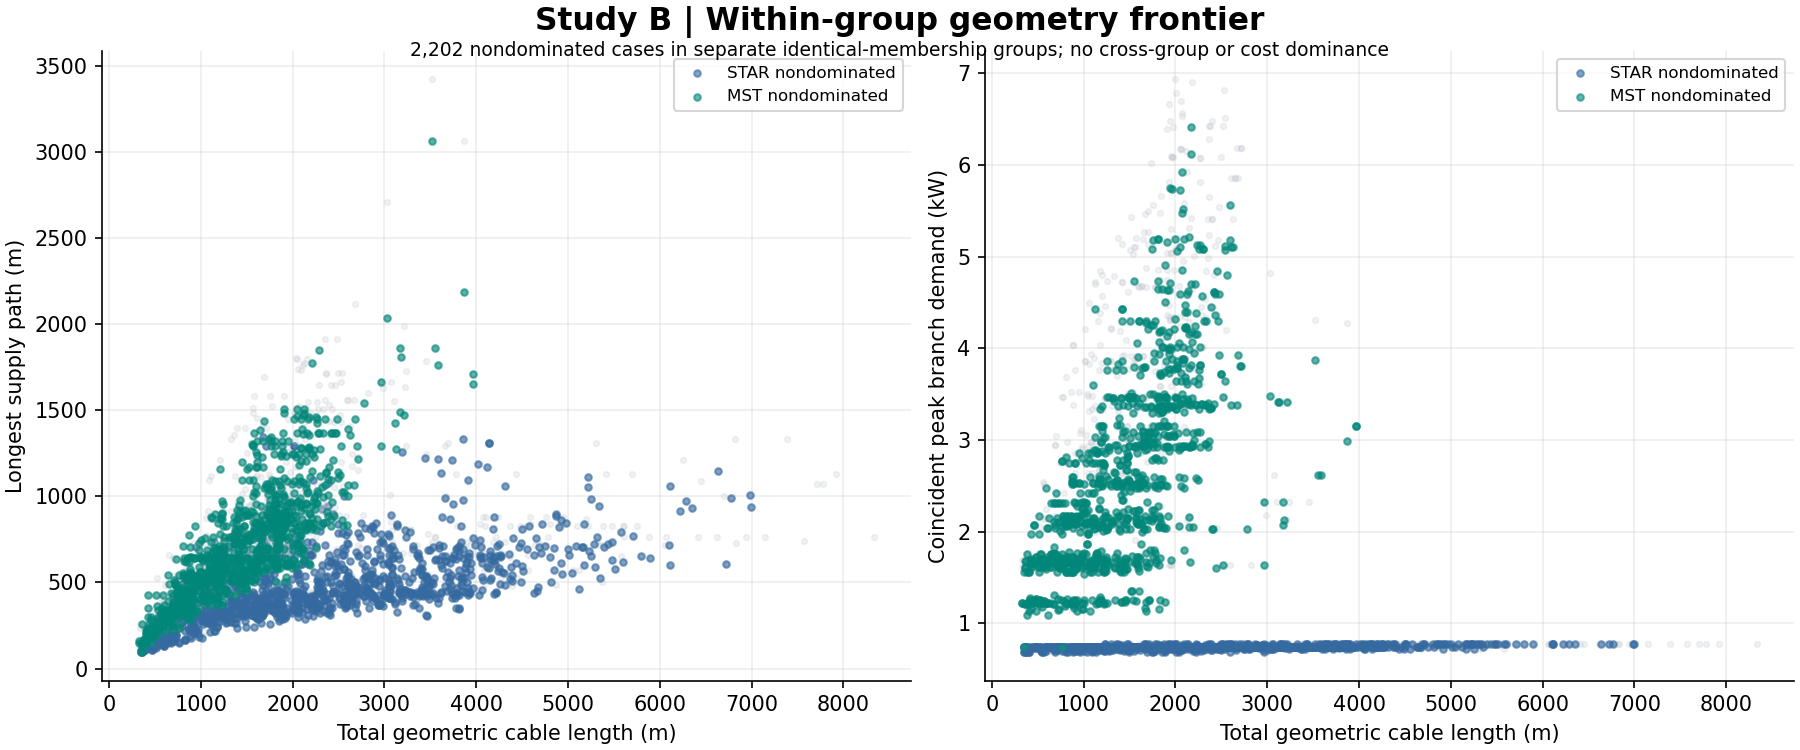 Study B | Within-group geometry frontier
2,202 nondominated cases in separate identical-membership groups; no cross-group or cost dominance
STAR nondominated
MST nondominated
3500
3000
2500
2000
1500
1000
500
0
Longest supply path (m)
0 1000 2000 3000 4000 5000 6000 7000 8000
Total geometric cable length (m)
STAR nondominated
MST nondominated
7
6
5
4
3
2
1
Coincident peak branch demand (kW)
0 1000 2000 3000 4000 5000 6000 7000 8000
Total geometric cable length (m)